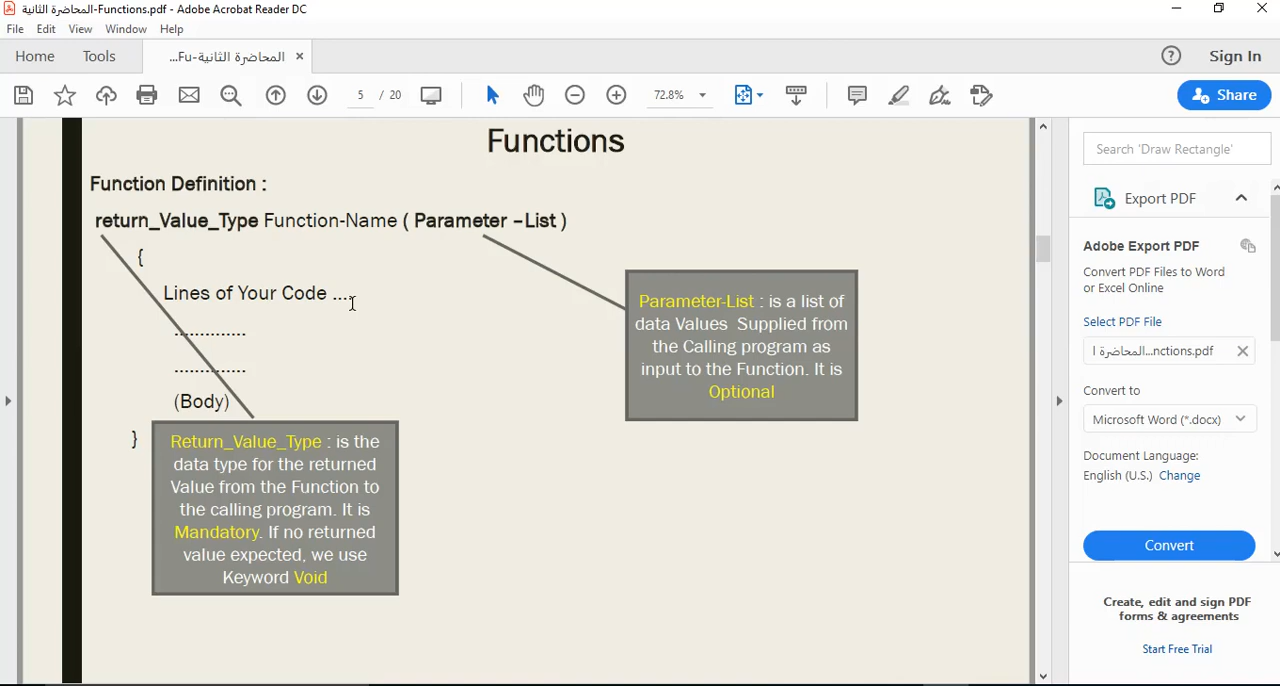 المحاضرة الثانية-Functions.pdf - Adobe Acrobat Reader DC
File Edit View Window Help
Home Tools المحاضرة الثانية-Fu... × Sign In
5 / 20 72.8% Share
Functions
Function Definition :
return_Value_Type Function-Name ( Parameter –List )
{
Lines of Your Code ....
.............
.............
(Body)
}
Parameter-List : is a list of
data Values Supplied from
the Calling program as
input to the Function. It is
Optional
Return_Value_Type : is the
data type for the returned
Value from the Function to
the calling program. It is
Mandatory. If no returned
value expected, we use
Keyword Void
Search 'Draw Rectangle'
Export PDF
Adobe Export PDF
Convert PDF Files to Word
or Excel Online
Select PDF File
المحاضرة ا...nctions.pdf
Convert to
Microsoft Word (*.docx)
Document Language:
English (U.S.) Change
Convert
Create, edit and sign PDF
forms & agreements
Start Free Trial